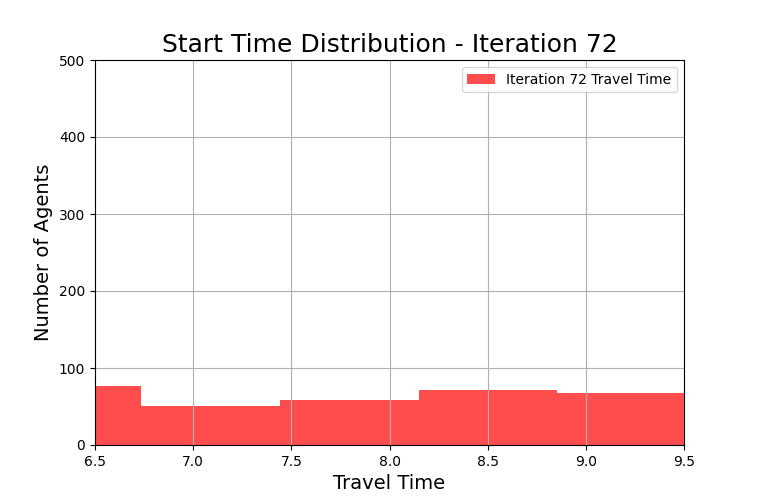 Start Time Distribution - Iteration 72
Iteration 72 Travel Time
Number of Agents
500
400
300
200
100
0
6.5 7.0 7.5 8.0 8.5 9.0 9.5
Travel Time